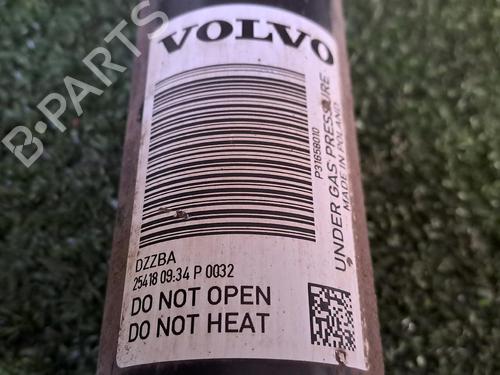 VOLVO
B-PARTS
P31658010
UNDER GAS PRESSURE
MADE IN POLAND
DZZBA
25418 09:34 P 0032
DO NOT OPEN
DO NOT HEAT